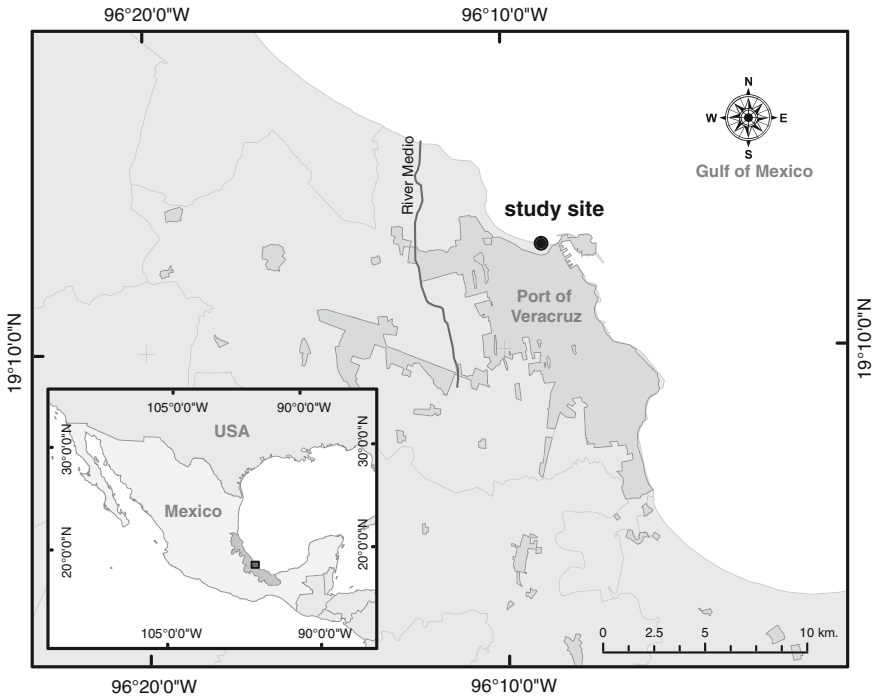 96°20'0"W
96°10'0"W
N
W
E
S
Gulf of Mexico
River Medio
study site
Port of
Veracruz
19°10'0"N
19°10'0"N
105°0'0"W
90°0'0"W
USA
30°0'0"N
30°0'0"N
Mexico
20°0'0"N
20°0'0"N
105°0'0"W
90°0'0"W
0 2.5 5 10 km.
96°20'0"W
96°10'0"W